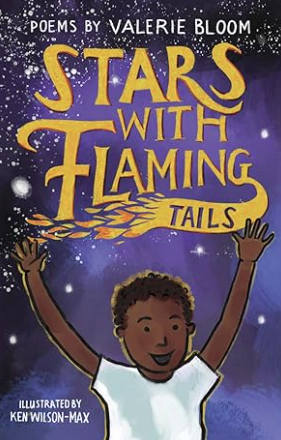 POEMS BY VALERIE BLOOM
STARS
WITH
FLAMING
TAILS
ILLUSTRATED BY
KEN WILSON-MAX